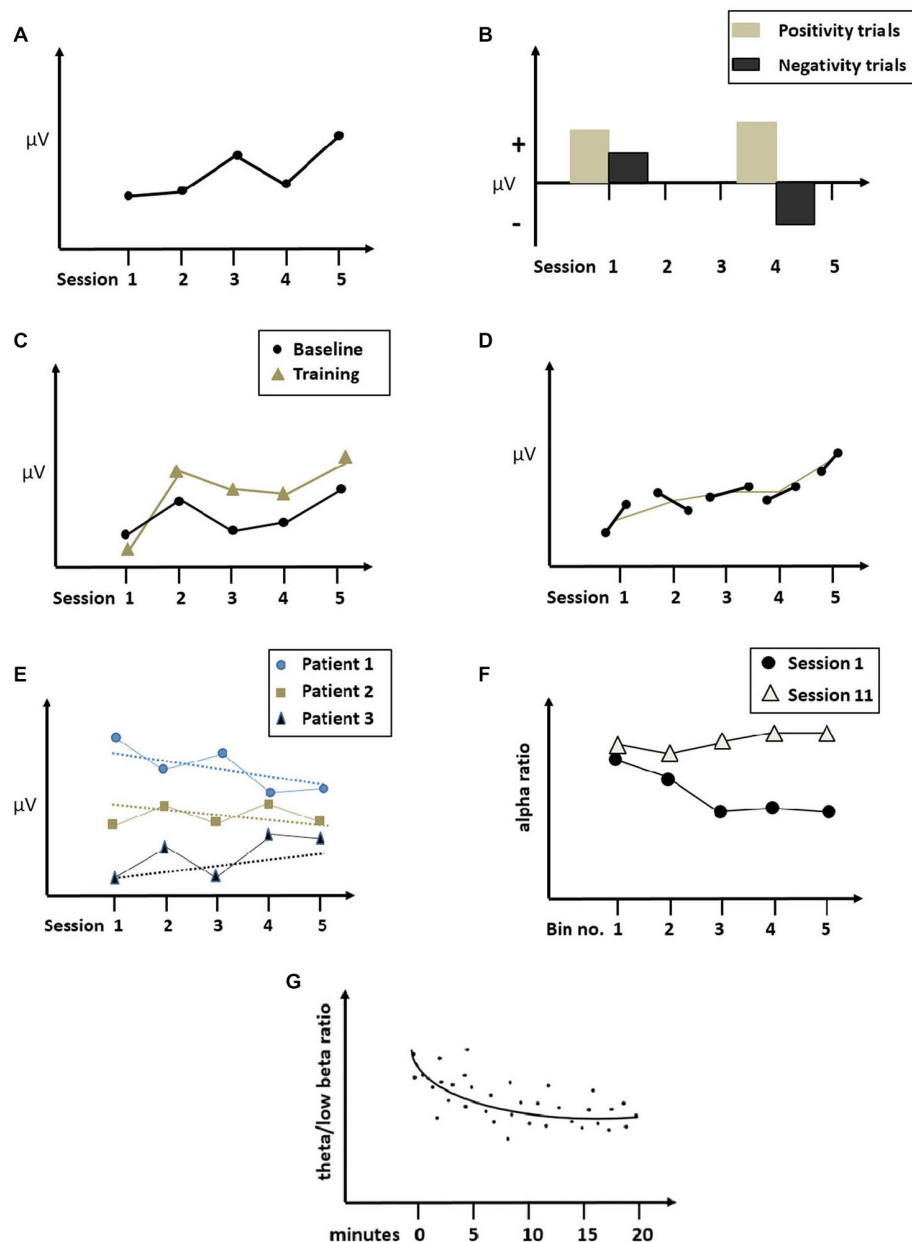 A
μV
Session 1 2 3 4 5
B
Positivity trials
Negativity trials
+
μV
-
Session 1 2 3 4 5
C
Baseline
Training
μV
Session 1 2 3 4 5
D
μV
Session 1 2 3 4 5
E
Patient 1
Patient 2
Patient 3
μV
Session 1 2 3 4 5
F
Session 1
Session 11
alpha ratio
Bin no. 1 2 3 4 5
G
theta/low beta ratio
minutes 0 5 10 15 20